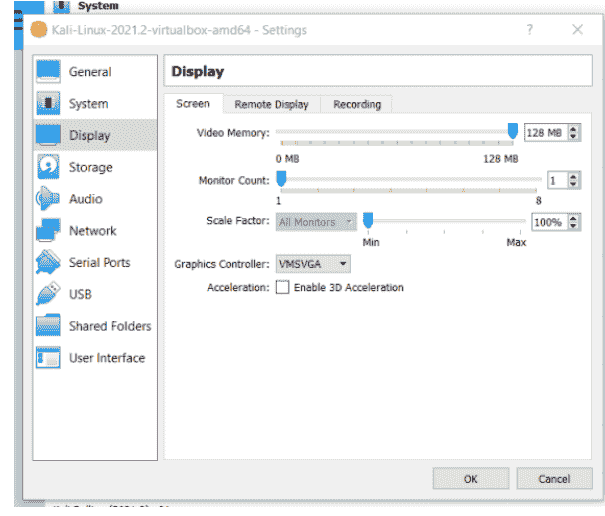 System
Kali-Linux-2021.2-virtualbox-amd64 - Settings
General
Display
System
Screen Remote Display Recording
Display
Video Memory: 128 MB
0 MB 128 MB
Storage
Monitor Count: 1
1 8
Audio
Scale Factor: All Monitors 100%
Min Max
Network
Graphics Controller: VMSVGA
Serial Ports
Acceleration: Enable 3D Acceleration
USB
Shared Folders
User Interface
OK Cancel